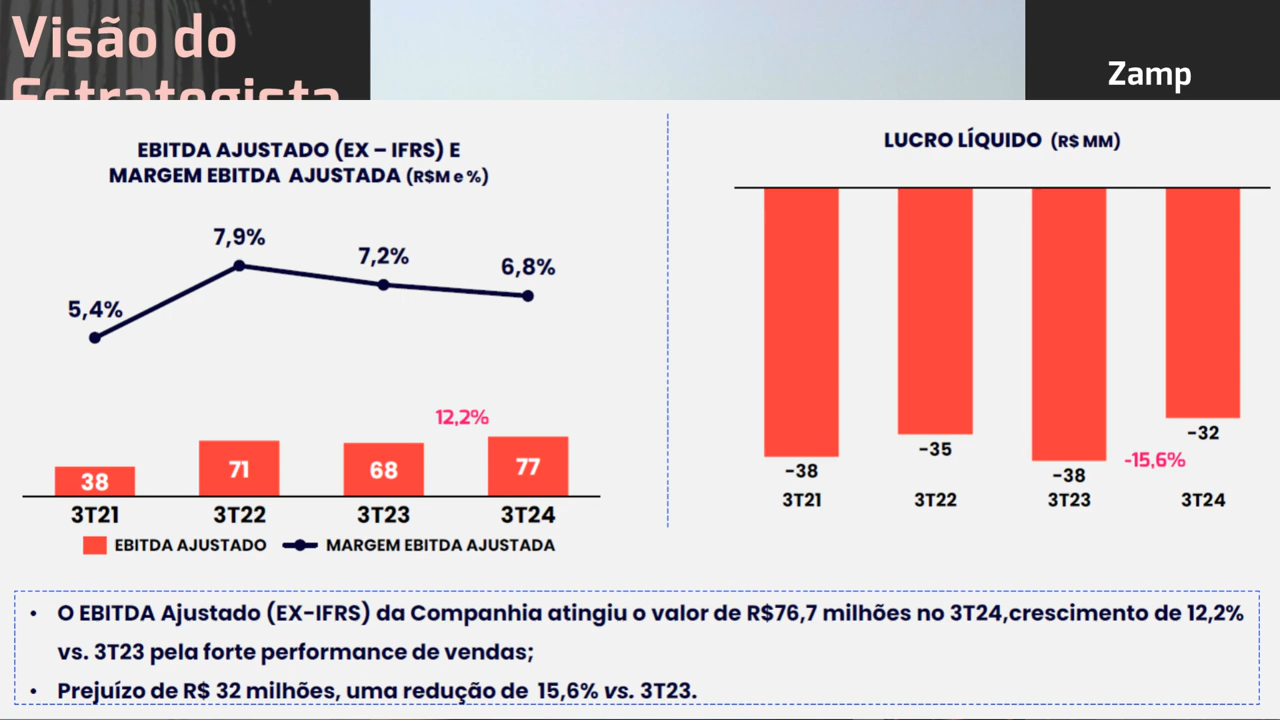 Visão do
Estrategista
Zamp
EBITDA AJUSTADO (EX – IFRS) E
MARGEM EBITDA AJUSTADA (R$M e %)
7,9%
7,2%
6,8%
5,4%
12,2%
38
71
68
77
3T21
3T22
3T23
3T24
EBITDA AJUSTADO
MARGEM EBITDA AJUSTADA
LUCRO LÍQUIDO (R$ MM)
-38
-35
-38
-15,6%
-32
3T21
3T22
3T23
3T24
• O EBITDA Ajustado (EX-IFRS) da Companhia atingiu o valor de R$76,7 milhões no 3T24,crescimento de 12,2%
vs. 3T23 pela forte performance de vendas;
• Prejuízo de R$ 32 milhões, uma redução de 15,6% vs. 3T23.